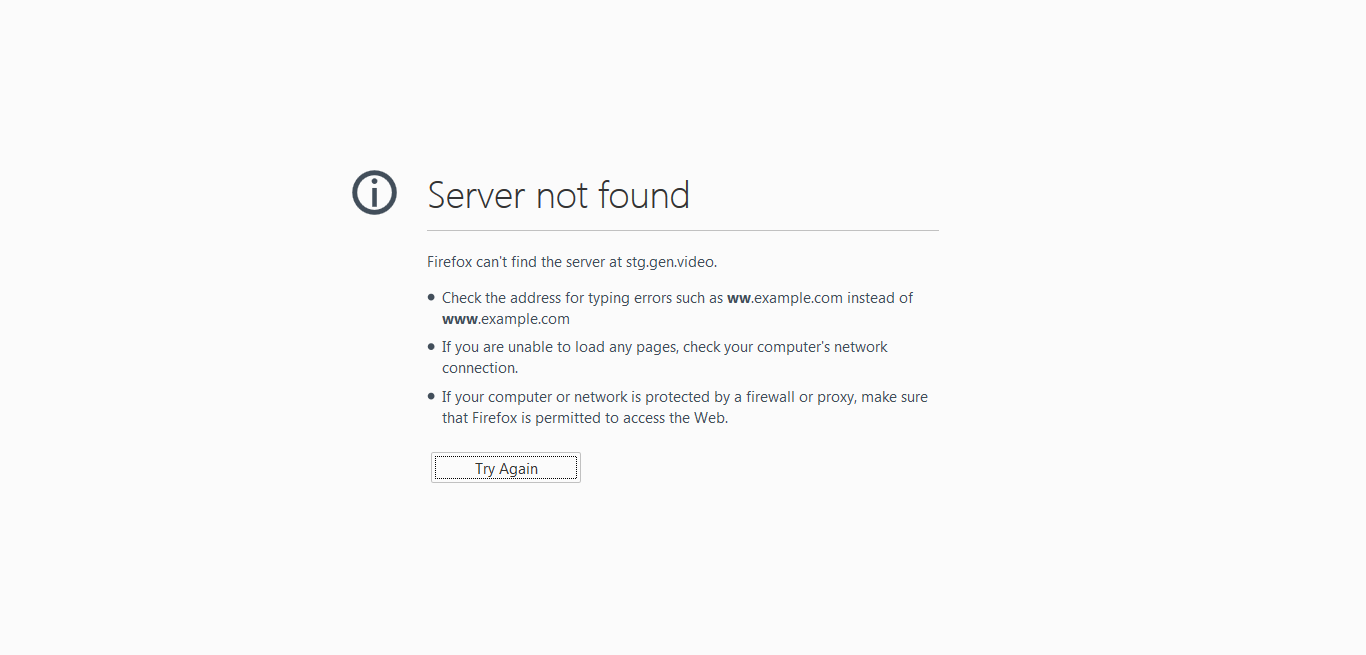 Server not found
Firefox can't find the server at stg.gen.video.
Check the address for typing errors such as ww.example.com instead of
www.example.com
If you are unable to load any pages, check your computer's network
connection.
If your computer or network is protected by a firewall or proxy, make sure
that Firefox is permitted to access the Web.
Try Again